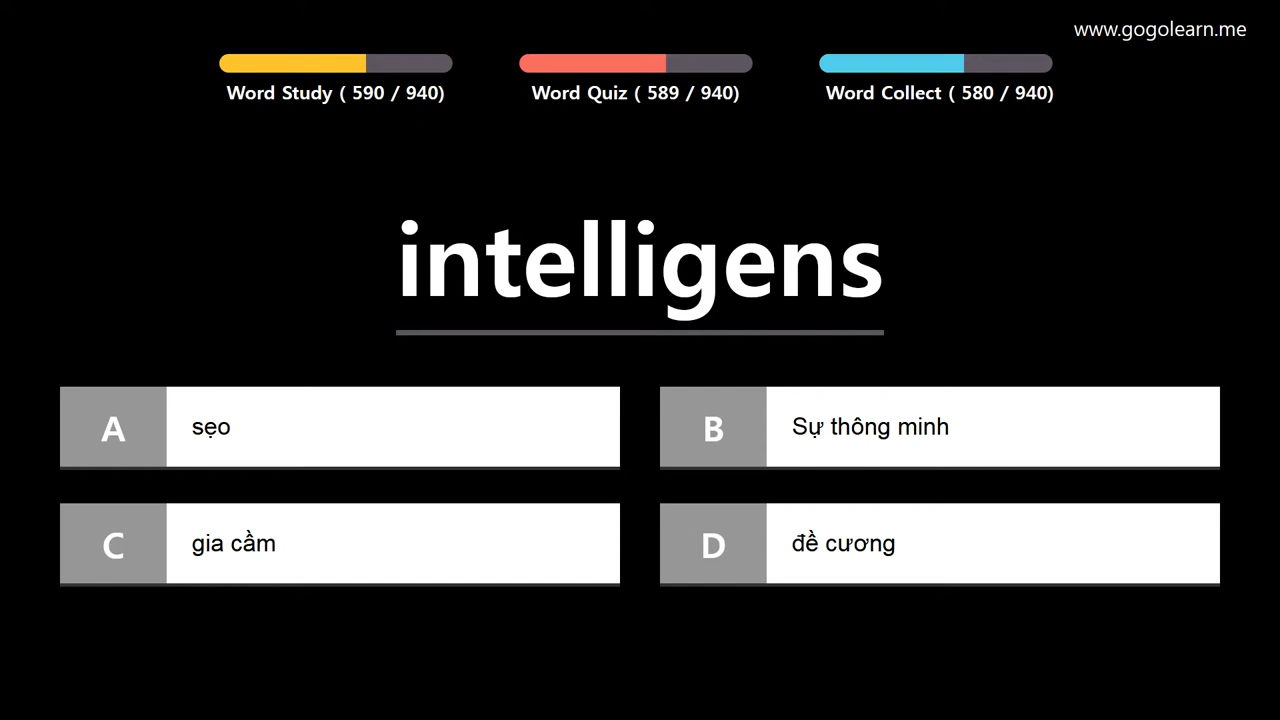 www.gogolearn.me
Word Study ( 590 / 940)
Word Quiz ( 589 / 940)
Word Collect ( 580 / 940)
intelligens
A
sẹo
B
Sự thông minh
C
gia cầm
D
đề cương